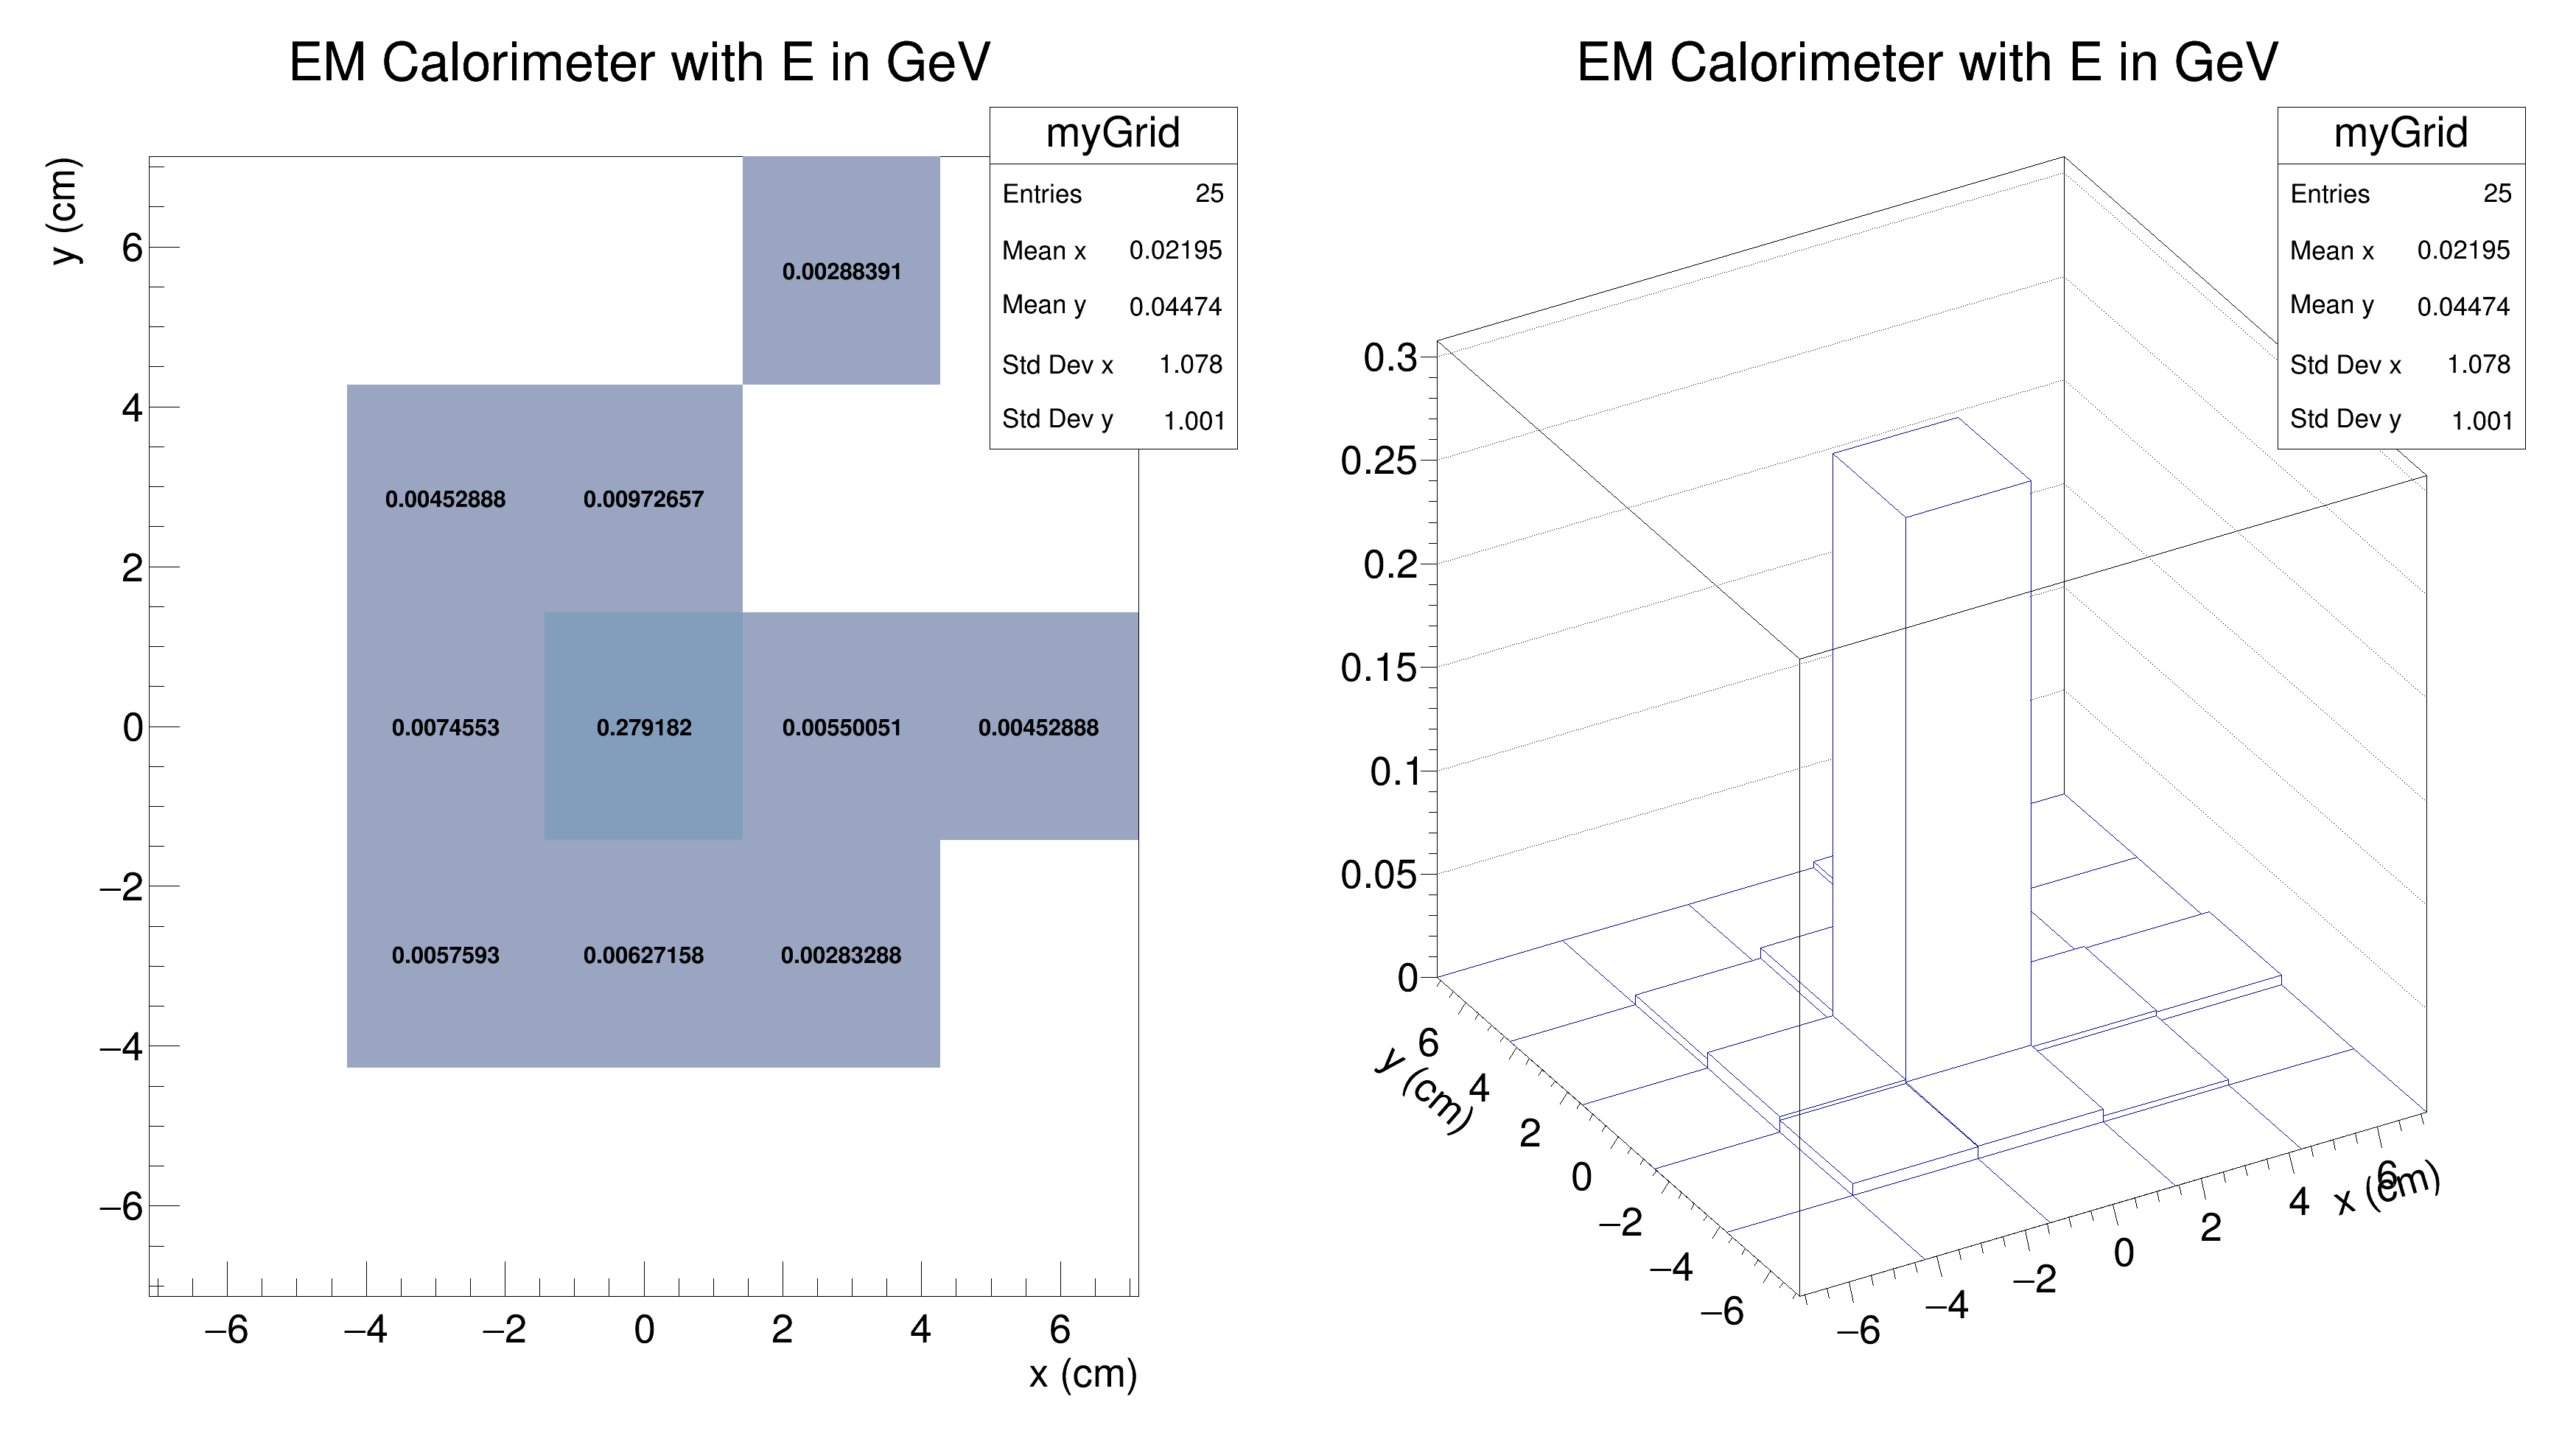 EM Calorimeter with E in GeV
myGrid
Entries 25
Mean x 0.02195
Mean y 0.04474
Std Dev x 1.078
Std Dev y 1.001
y (cm)
6
4
2
0
−2
−4
−6
0.00288391
0.00452888 0.00972657
0.0074553 0.279182 0.00550051 0.00452888
0.0057593 0.00627158 0.00283288
−6 −4 −2 0 2 4 6
x (cm)
EM Calorimeter with E in GeV
myGrid
Entries 25
Mean x 0.02195
Mean y 0.04474
Std Dev x 1.078
Std Dev y 1.001
0.3
0.25
0.2
0.15
0.1
0.05
0
6
4
2
0
−2
−4
−6
y (cm)
−6
−4
−2
0
2
4
6
x (cm)